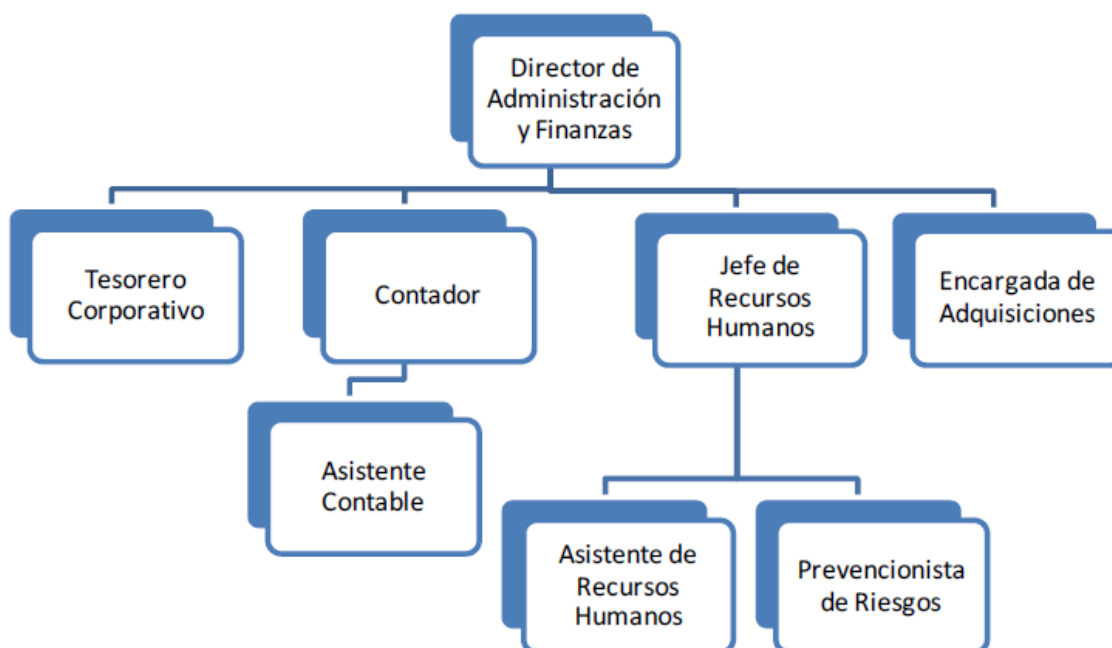 Director de
Administración
y Finanzas
Tesorero
Corporativo
Contador
Jefe de
Recursos
Humanos
Encargada de
Adquisiciones
Asistente
Contable
Asistente de
Recursos
Humanos
Prevencionista
de Riesgos